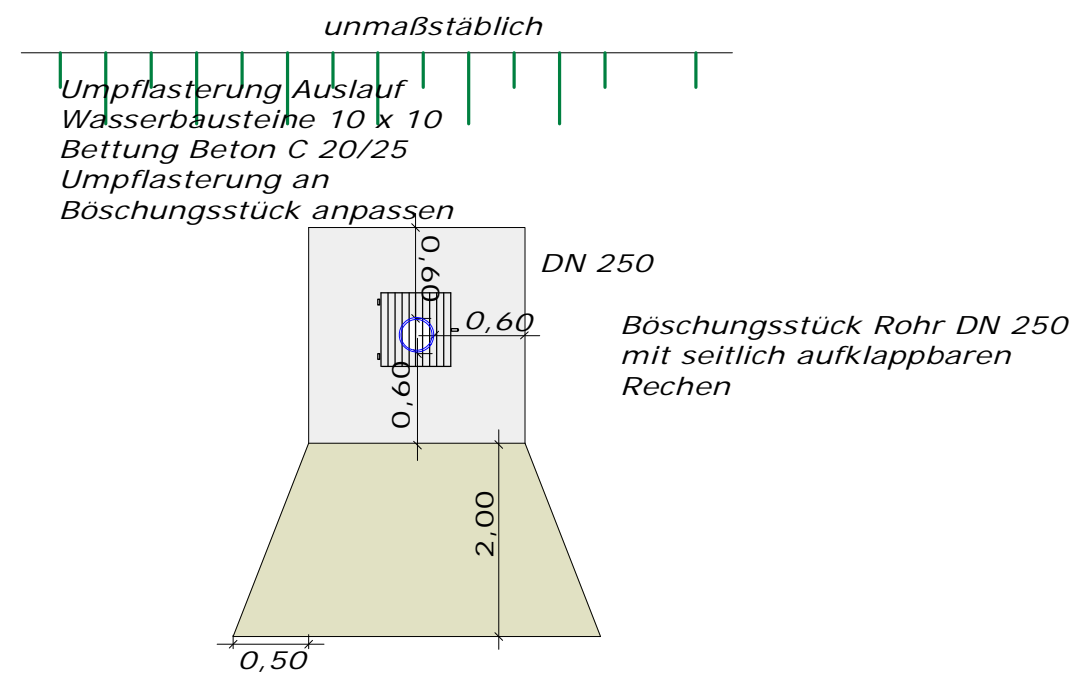 unmaßstäblich
Umpflasterung Auslauf
Wasserbausteine 10 x 10
Bettung Beton C 20/25
Umpflasterung an
Böschungsstück anpassen
0,60
DN 250
0,60
Böschungsstück Rohr DN 250
mit seitlich aufklappbaren
Rechen
0,60
2,00
0,50